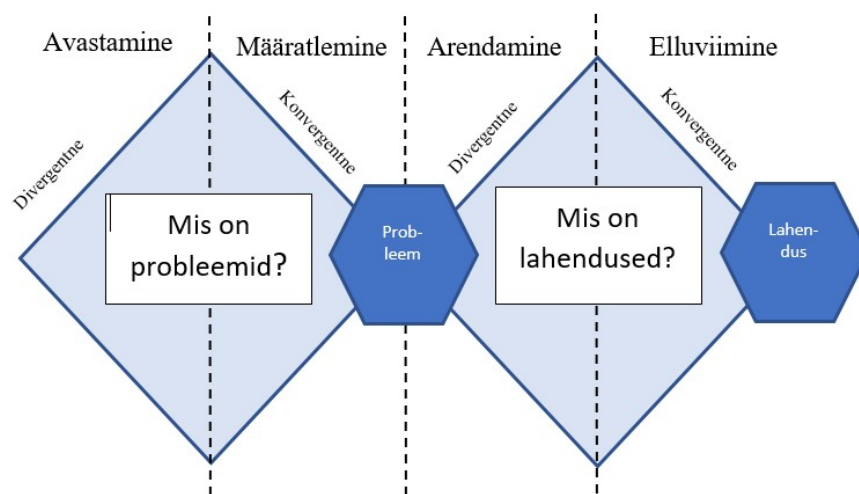 Avastamine
Määratlemine
Arendamine
Elluviimine
Divergentne
Konvergentne
Divergentne
Konvergentne
Mis on
probleemid?
Prob-
leem
Mis on
lahendused?
Lahen-
dus